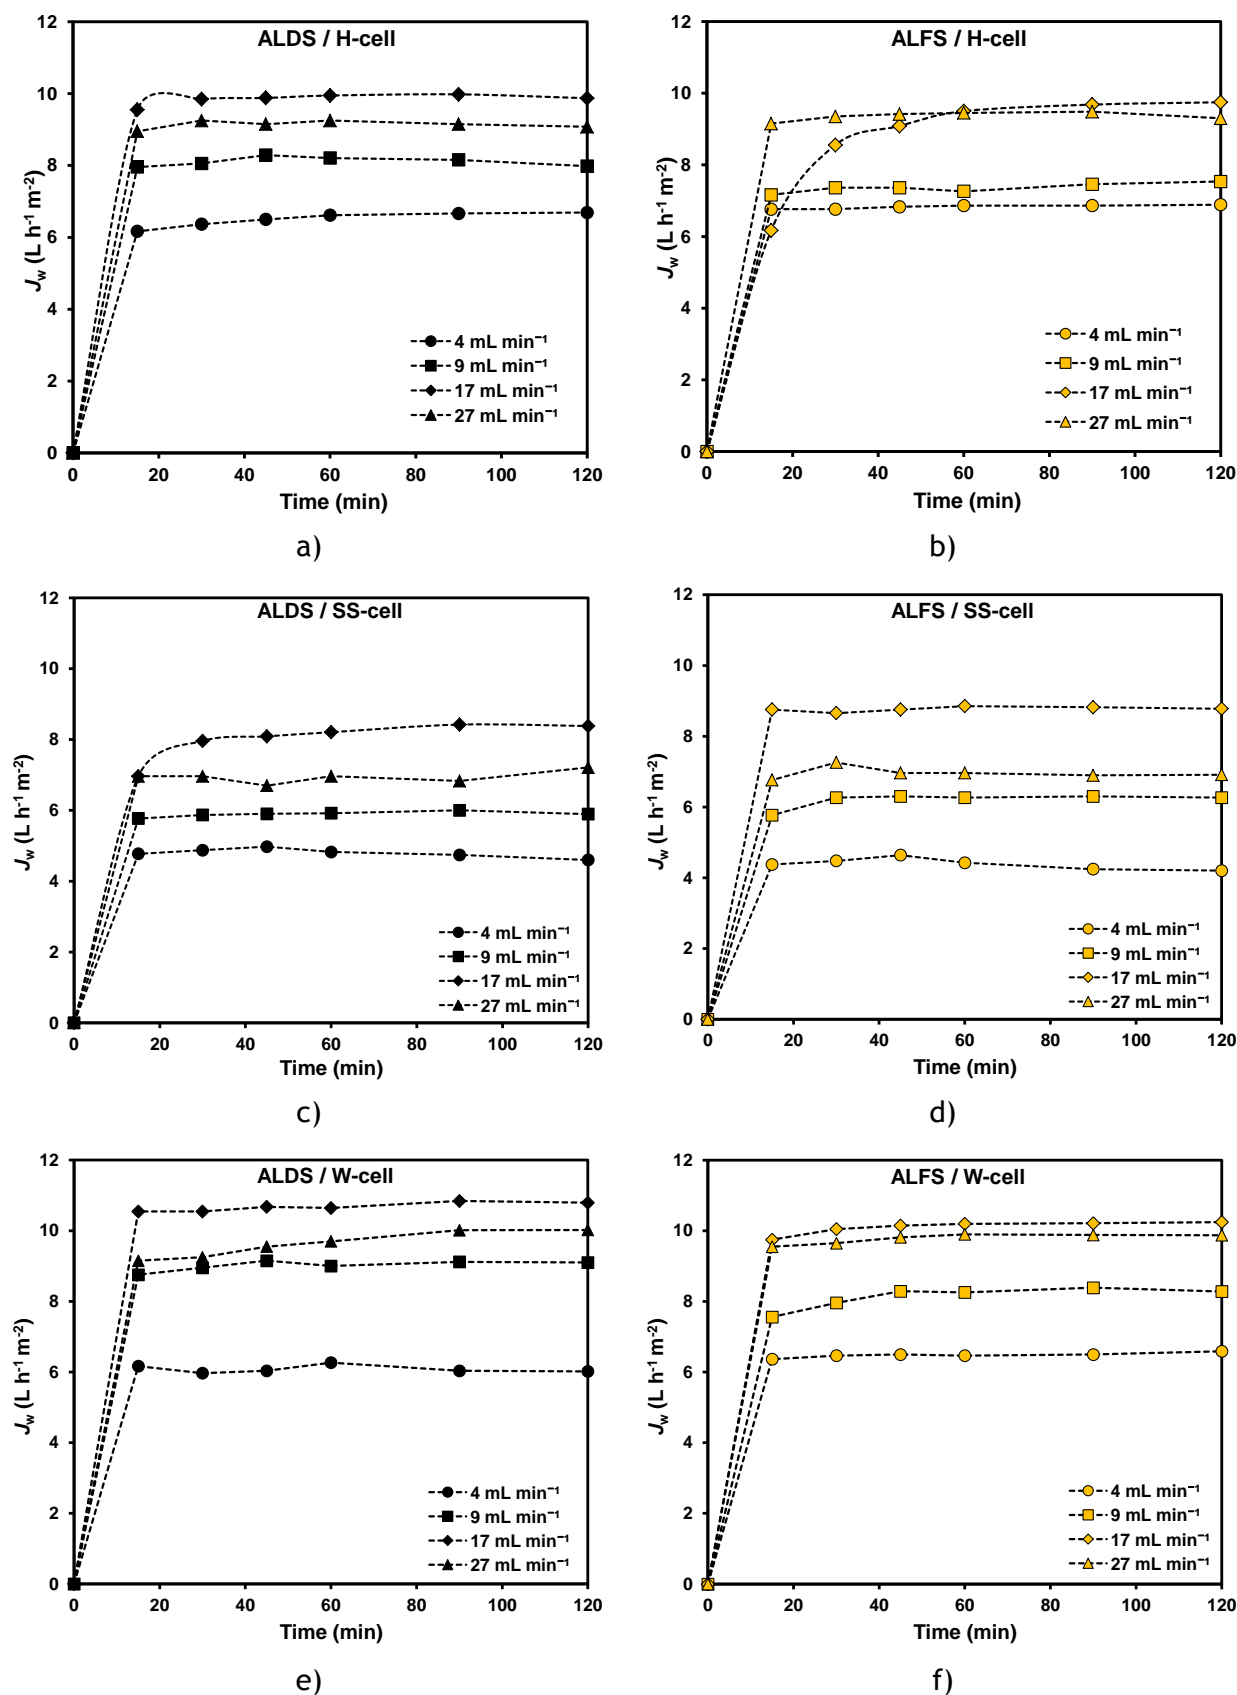 ALDS / H-cell
12
10
8
6
4
2
0
J_w (L h⁻¹ m⁻²)
4 mL min⁻¹
9 mL min⁻¹
17 mL min⁻¹
27 mL min⁻¹
0 20 40 60 80 100 120
Time (min)
a)
ALFS / H-cell
12
10
8
6
4
2
0
J_w (L h⁻¹ m⁻²)
4 mL min⁻¹
9 mL min⁻¹
17 mL min⁻¹
27 mL min⁻¹
0 20 40 60 80 100 120
Time (min)
b)
ALDS / SS-cell
12
10
8
6
4
2
0
J_w (L h⁻¹ m⁻²)
4 mL min⁻¹
9 mL min⁻¹
17 mL min⁻¹
27 mL min⁻¹
0 20 40 60 80 100 120
Time (min)
c)
ALFS / SS-cell
12
10
8
6
4
2
0
J_w (L h⁻¹ m⁻²)
4 mL min⁻¹
9 mL min⁻¹
17 mL min⁻¹
27 mL min⁻¹
0 20 40 60 80 100 120
Time (min)
d)
ALDS / W-cell
12
10
8
6
4
2
0
J_w (L h⁻¹ m⁻²)
4 mL min⁻¹
9 mL min⁻¹
17 mL min⁻¹
27 mL min⁻¹
0 20 40 60 80 100 120
Time (min)
e)
ALFS / W-cell
12
10
8
6
4
2
0
J_w (L h⁻¹ m⁻²)
4 mL min⁻¹
9 mL min⁻¹
17 mL min⁻¹
27 mL min⁻¹
0 20 40 60 80 100 120
Time (min)
f)